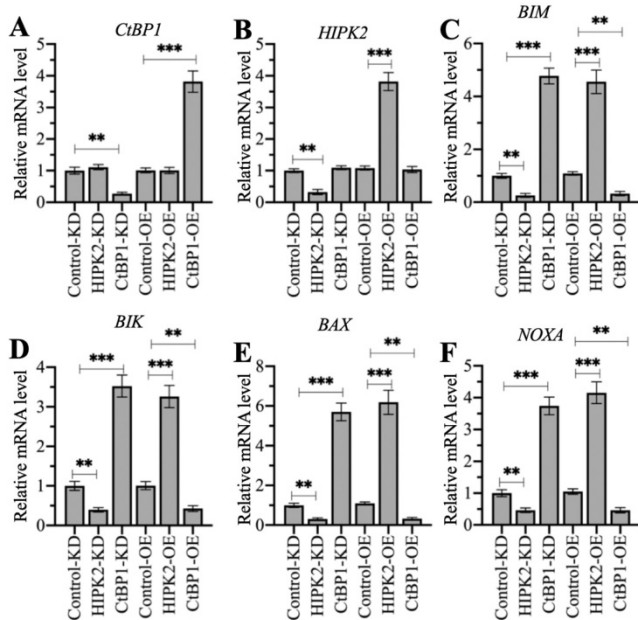 A
CtBP1
Relative mRNA level
5
4
3
2
1
0
**
***
Control-KD
HIPK2-KD
CtBP1-KD
Control-OE
HIPK2-OE
CtBP1-OE
B
HIPK2
Relative mRNA level
5
4
3
2
1
0
**
***
Control-KD
HIPK2-KD
CtBP1-KD
Control-OE
HIPK2-OE
CtBP1-OE
C
BIM
Relative mRNA level
6
4
2
0
**
***
***
**
Control-KD
HIPK2-KD
CtBP1-KD
Control-OE
HIPK2-OE
CtBP1-OE
D
BIK
Relative mRNA level
5
4
3
2
1
0
**
***
***
**
Control-KD
HIPK2-KD
CtBP1-KD
Control-OE
HIPK2-OE
CtBP1-OE
E
BAX
Relative mRNA level
8
6
4
2
0
**
***
***
**
Control-KD
HIPK2-KD
CtBP1-KD
Control-OE
HIPK2-OE
CtBP1-OE
F
NOXA
Relative mRNA level
6
5
4
3
2
1
0
**
***
***
**
Control-KD
HIPK2-KD
CtBP1-KD
Control-OE
HIPK2-OE
CtBP1-OE